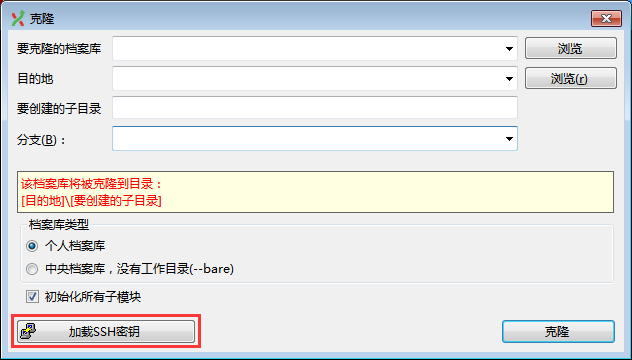 克隆
要克隆的档案库
浏览
目的地
浏览(r)
要创建的子目录
分支(B)：
该档案库将被克隆到目录：
[目的地]\[要创建的子目录]
档案库类型
个人档案库
中央档案库，没有工作目录(--bare)
初始化所有子模块
加载SSH密钥
克隆